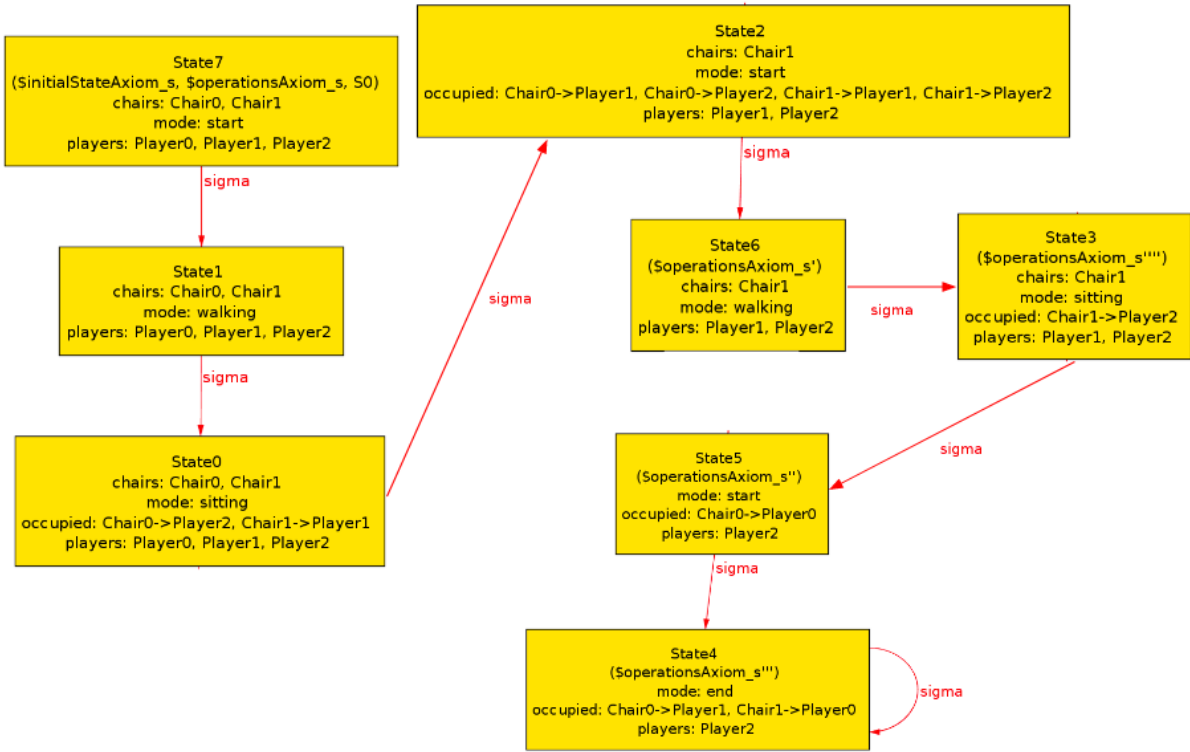 State7
($initialStateAxiom_s, $operationsAxiom_s, S0)
chairs: Chair0, Chair1
mode: start
players: Player0, Player1, Player2
sigma
State1
chairs: Chair0, Chair1
mode: walking
players: Player0, Player1, Player2
sigma
State0
chairs: Chair0, Chair1
mode: sitting
occupied: Chair0->Player2, Chair1->Player1
players: Player0, Player1, Player2
sigma
State2
chairs: Chair1
mode: start
occupied: Chair0->Player1, Chair0->Player2, Chair1->Player1, Chair1->Player2
players: Player1, Player2
sigma
State6
($operationsAxiom_s')
chairs: Chair1
mode: walking
players: Player1, Player2
sigma
State3
($operationsAxiom_s'''')
chairs: Chair1
mode: sitting
occupied: Chair1->Player2
players: Player1, Player2
sigma
State5
($operationsAxiom_s'')
mode: start
occupied: Chair0->Player0
players: Player2
sigma
State4
($operationsAxiom_s''')
mode: end
occupied: Chair0->Player1, Chair1->Player0
players: Player2
sigma